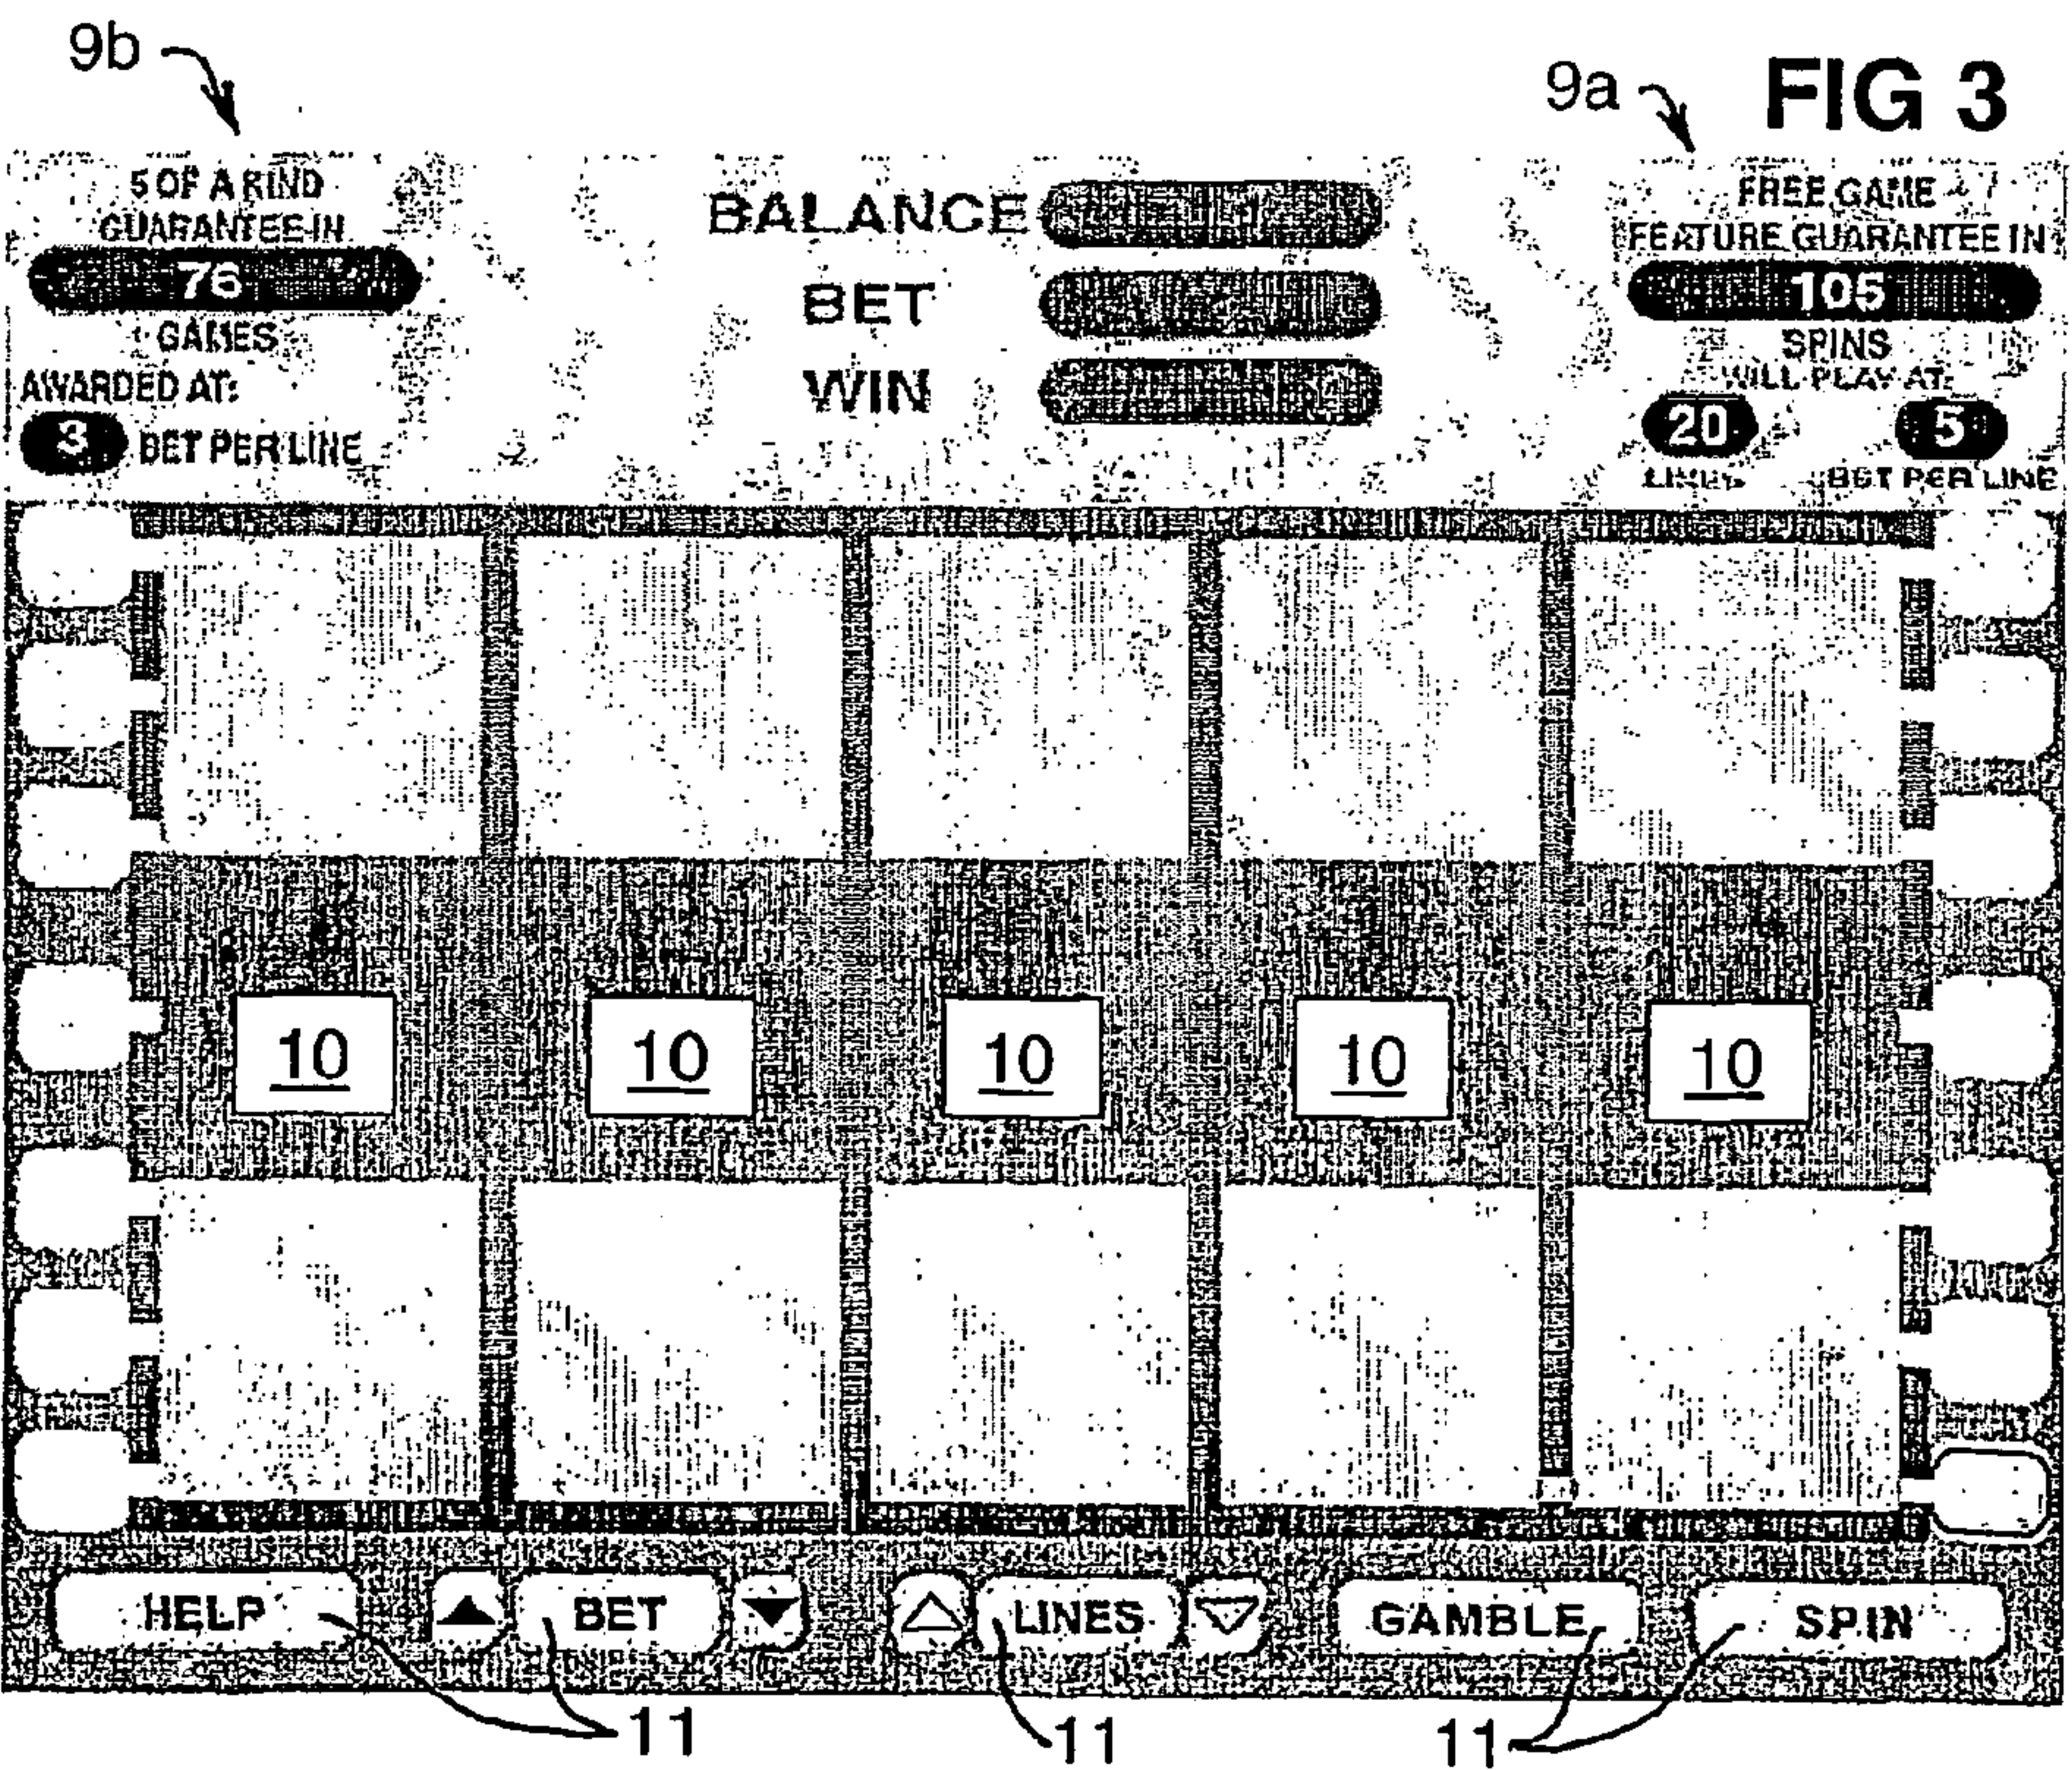 9b
9a
FIG 3
5 OF A KIND
GUARANTEE IN
76
GAMES
AWARDED AT:
3 BET PER LINE
BALANCE
BET
WIN
FREE GAME
FEATURE GUARANTEE IN
105
SPINS
WILL PLAY AT:
20 5
LINES BET PER LINE
10 10 10 10 10
HELP BET LINES GAMBLE SPIN
11 11 11